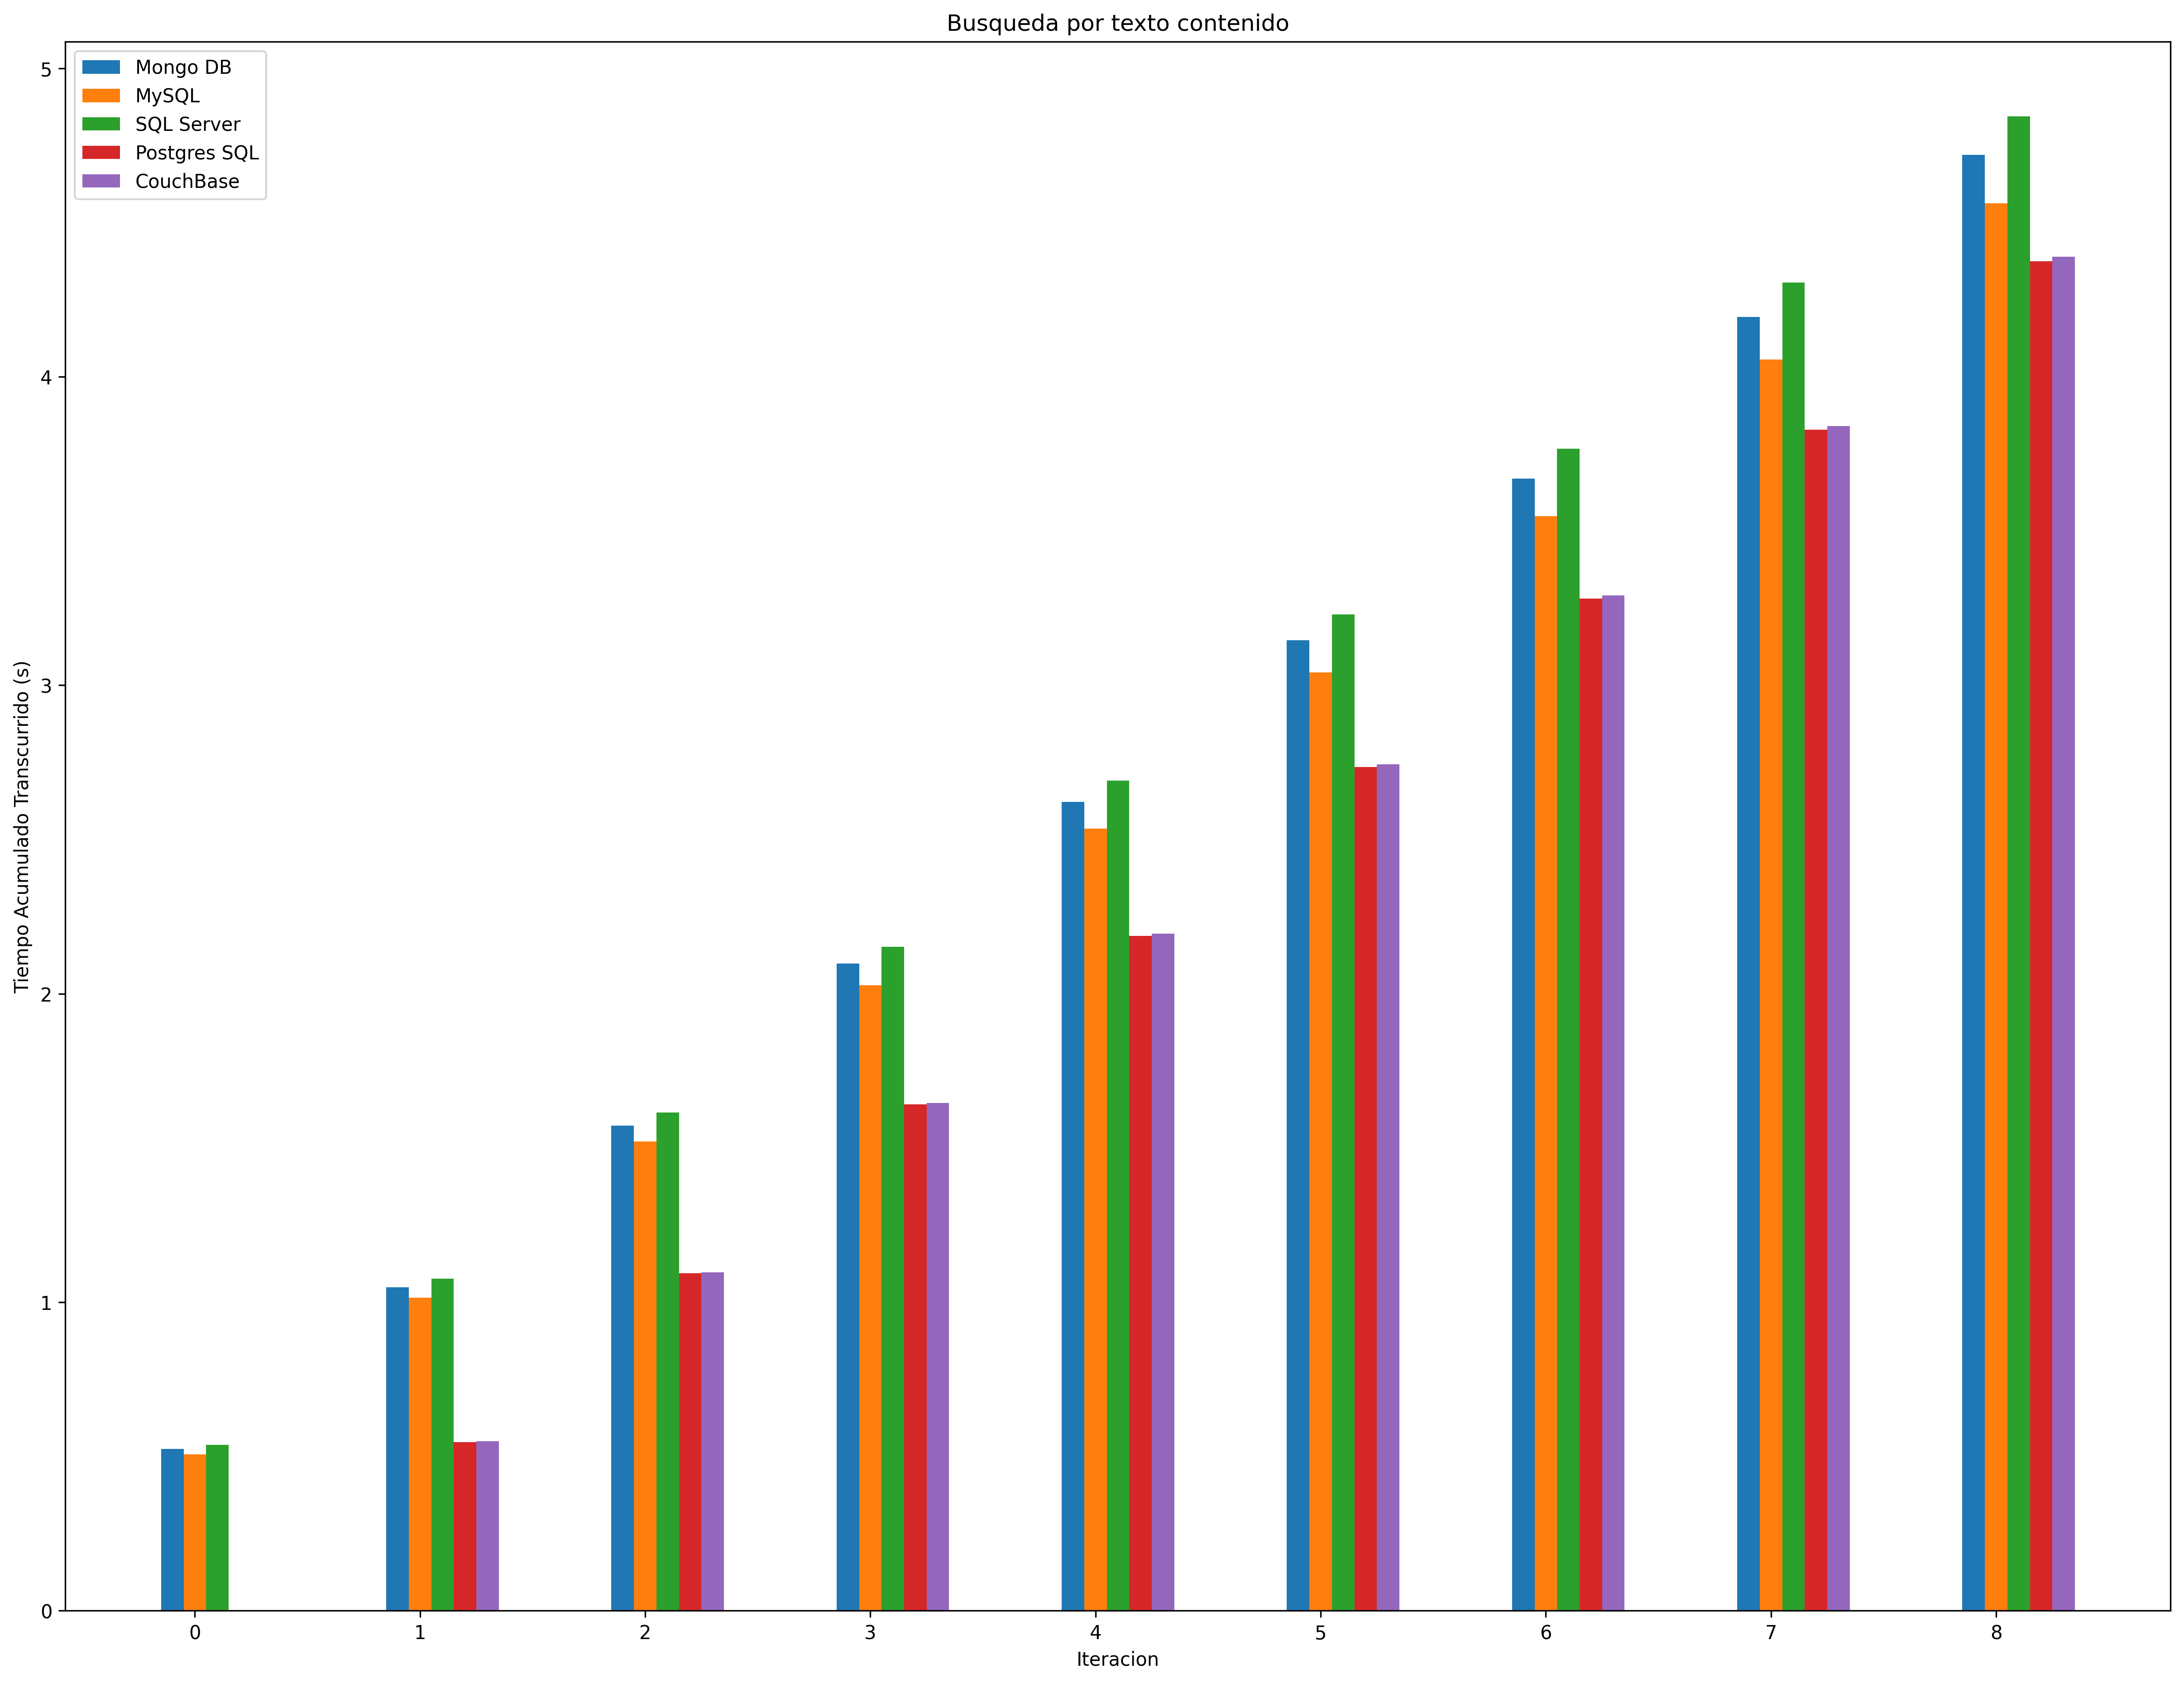 Busqueda por texto contenido
Mongo DB
MySQL
SQL Server
Postgres SQL
CouchBase
Tiempo Acumulado Transcurrido (s)
5
4
3
2
1
0
0 1 2 3 4 5 6 7 8
Iteracion